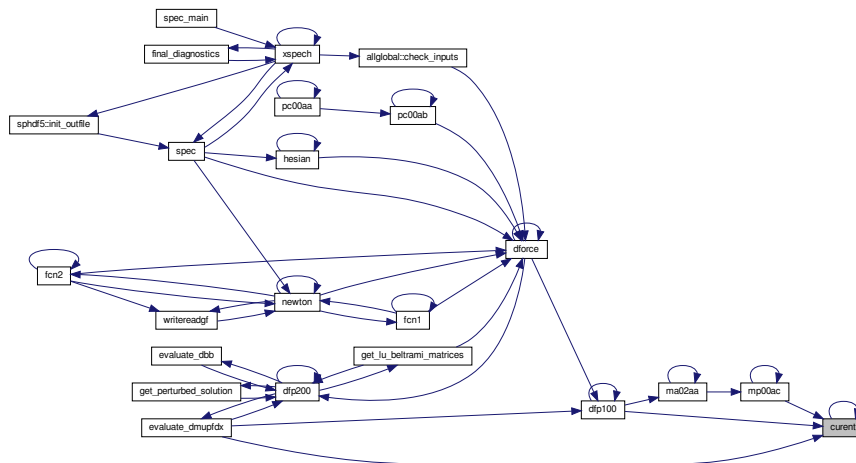 spec_main
final_diagnostics
xspech
allglobal::check_inputs
pc00aa
pc00ab
sphdf5::init_outfile
spec
hesian
dforce
fcn2
newton
writereadgf
fcn1
evaluate_dbb
get_lu_beltrami_matrices
get_perturbed_solution
dfp200
ma02aa
mp00ac
dfp100
evaluate_dmupfdx
curent